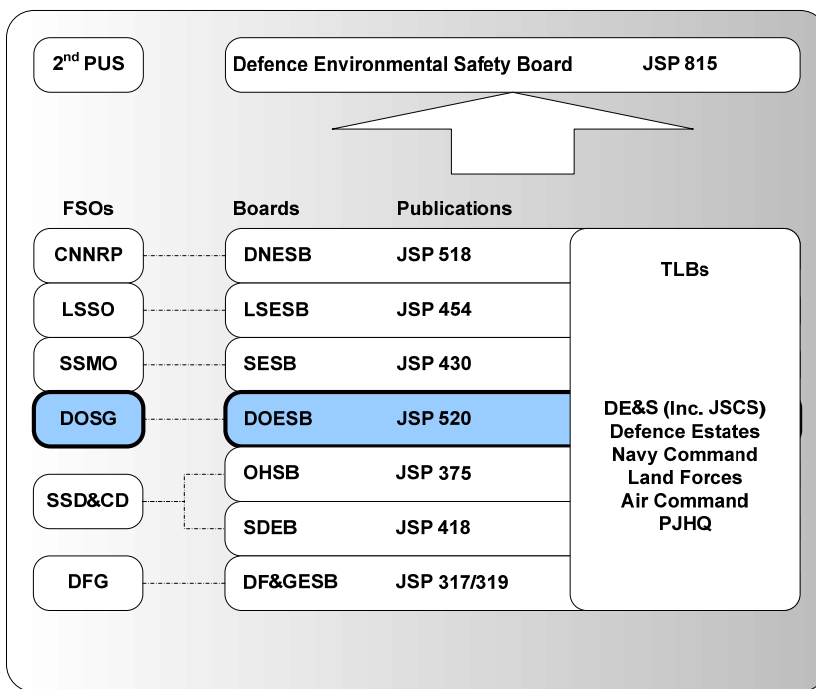 2nd PUS Defence Environmental Safety Board JSP 815
FSOs Boards Publications
CNNRP DNESB JSP 518
TLBs
LSSO LSESB JSP 454
SSMO SESB JSP 430
DOSG DOESB JSP 520
SSD&CD
OHSB JSP 375
SDEB JSP 418
DFG DF&GESB JSP 317/319
DE&S (Inc. JSCS)
Defence Estates
Navy Command
Land Forces
Air Command
PJHQ